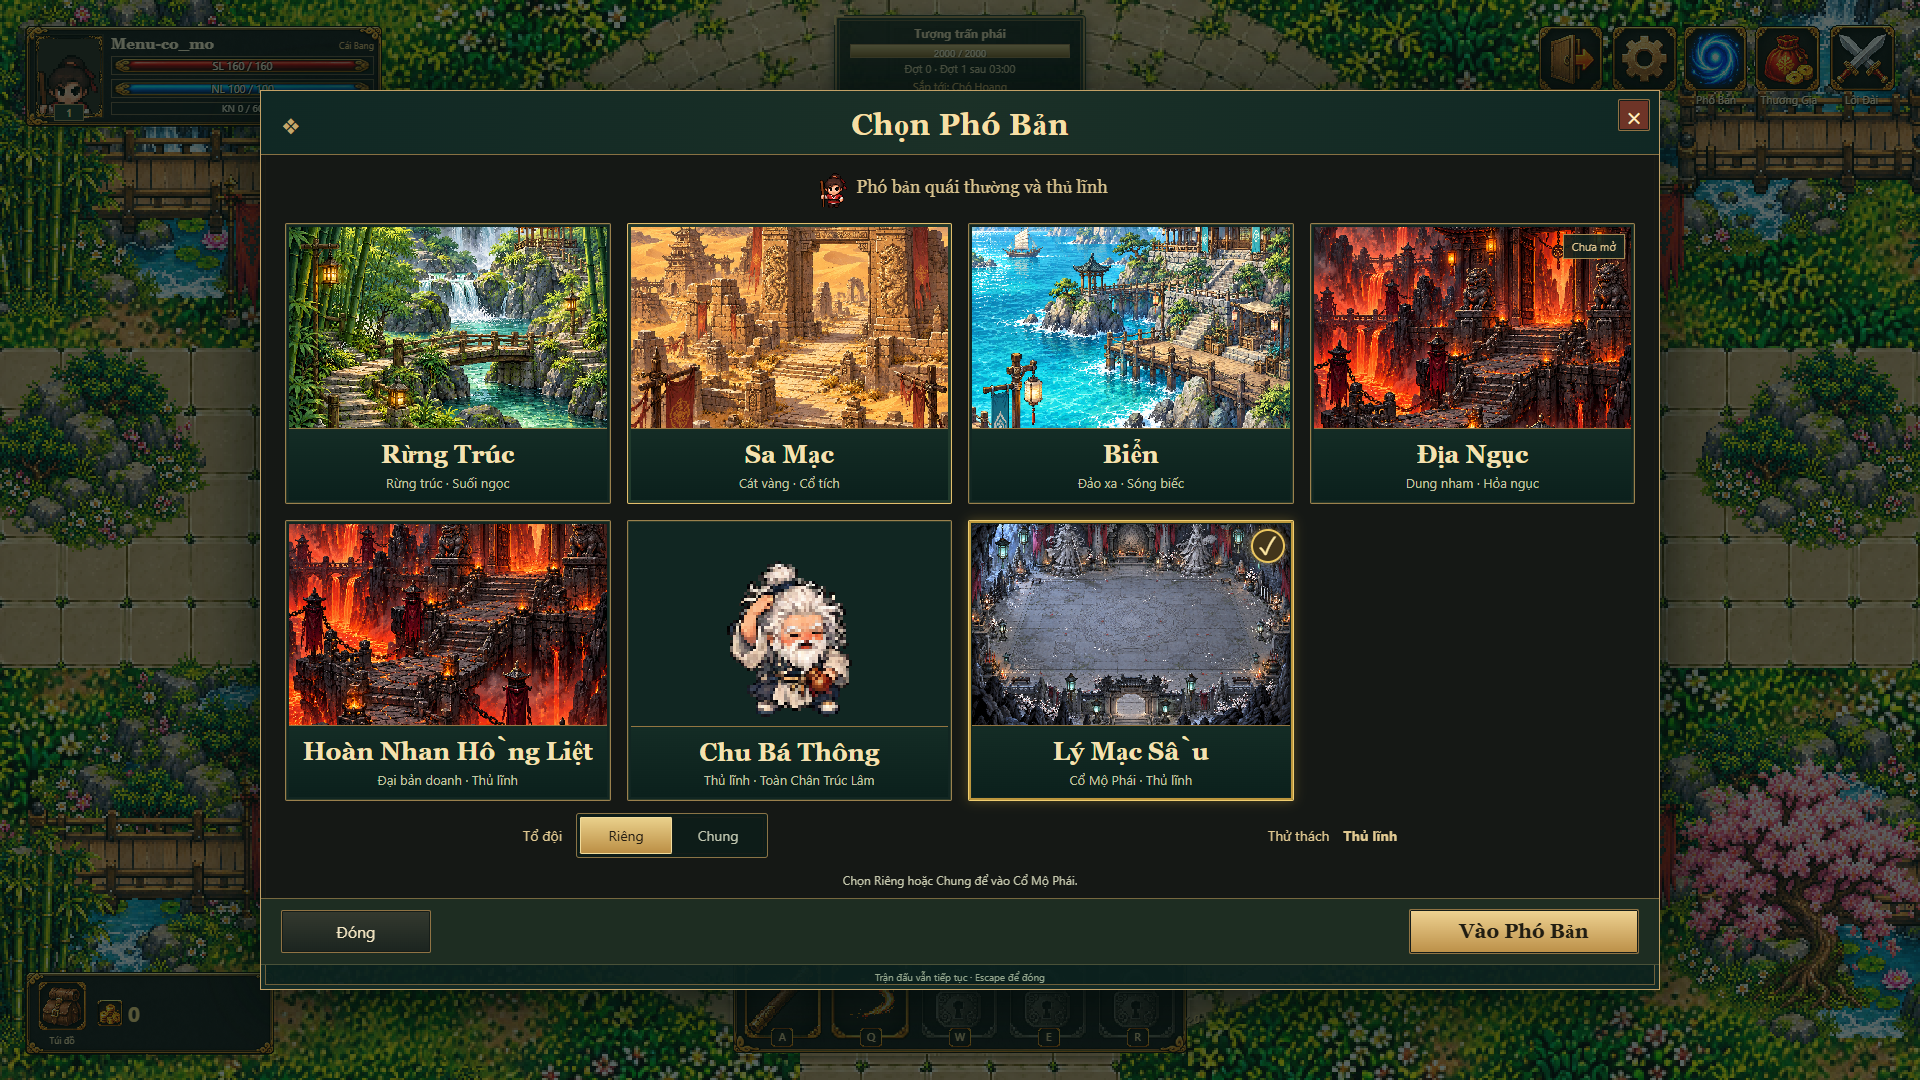 Menu-co_mo
Cái Bang
SL 160 / 160
NL 100 / 100
KN 0 / 60
1
Tượng trấn phái
2000 / 2000
Đợt 0 · Đợt 1 sau 03:00
Sắp tới: Chó Hoang
Phó Bản
Thương Gia
Lôi Đài
Chọn Phó Bản
Phó bản quái thường và thủ lĩnh
Chưa mở
Rừng Trúc
Rừng trúc · Suối ngọc
Sa Mạc
Cát vàng · Cổ tích
Biển
Đảo xa · Sóng biếc
Địa Ngục
Dung nham · Hỏa ngục
Hoàn Nhan Hồng Liệt
Đại bản doanh · Thủ lĩnh
Chu Bá Thông
Thủ lĩnh · Toàn Chân Trúc Lâm
Lý Mạc Sầu
Cổ Mộ Phái · Thủ lĩnh
Tổ đội
Riêng
Chung
Thử thách
Thủ lĩnh
Chọn Riêng hoặc Chung để vào Cổ Mộ Phái.
Đóng
Vào Phó Bản
Trận đấu vẫn tiếp tục · Escape để đóng
0
Túi đồ
A
Q
W
E
R